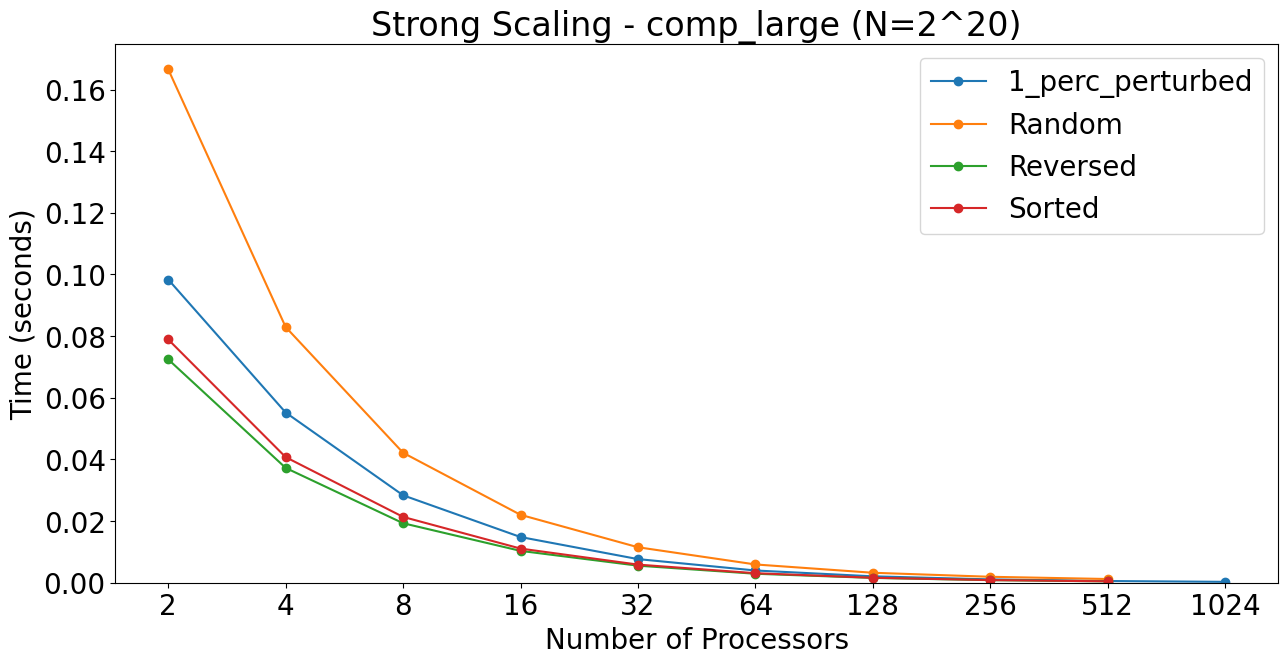 Strong Scaling - comp_large (N=2^20)
1_perc_perturbed
Random
Reversed
Sorted
Time (seconds)
0.16
0.14
0.12
0.10
0.08
0.06
0.04
0.02
0.00
2 4 8 16 32 64 128 256 512 1024
Number of Processors